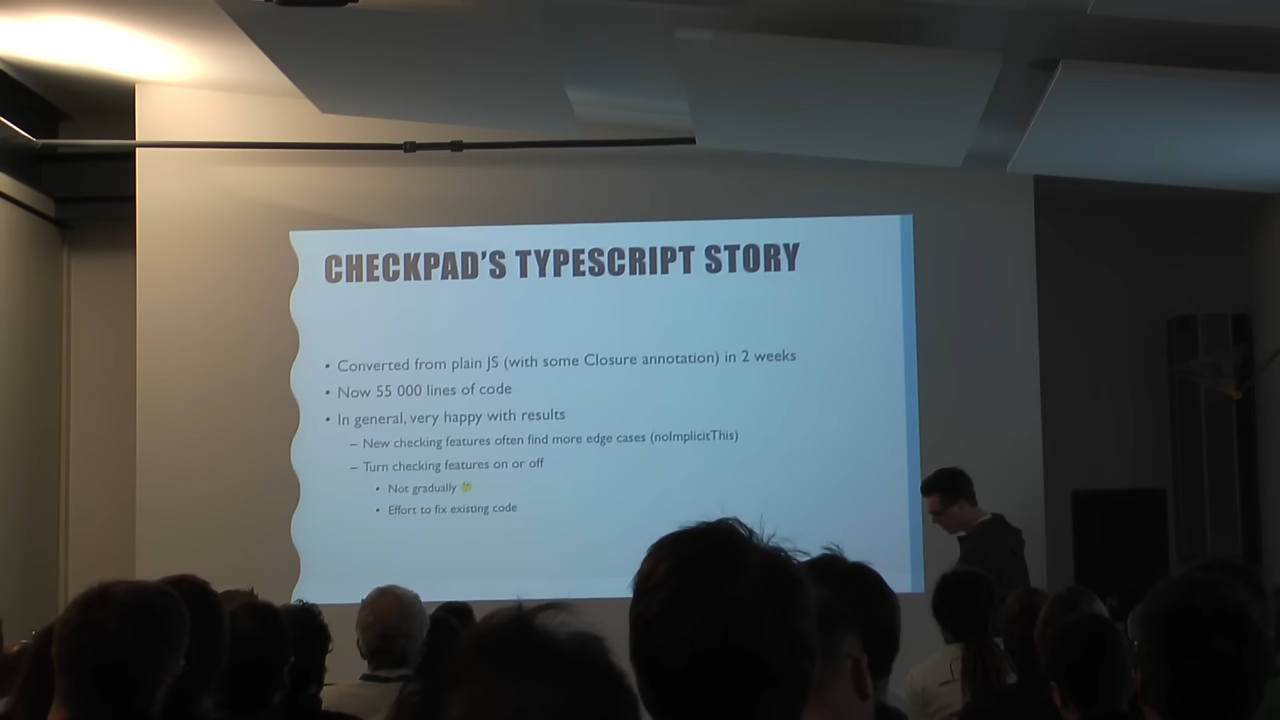 CHECKPAD'S TYPESCRIPT STORY
• Converted from plain JS (with some Closure annotation) in 2 weeks
• Now 55 000 lines of code
• In general, very happy with results
– New checking features often find more edge cases (noImplicitThis)
– Turn checking features on or off
• Not gradually 🙁
• Effort to fix existing code